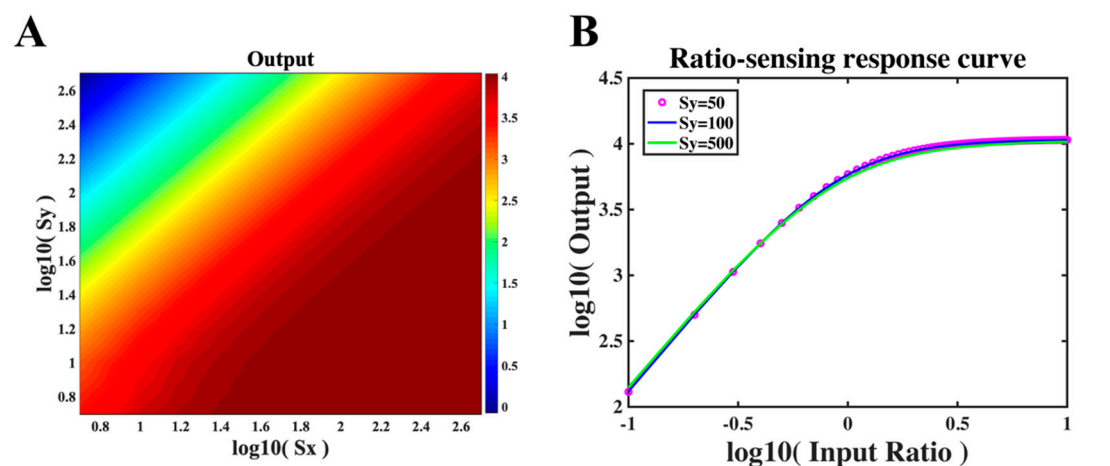 A
Output
log10( Sy )
2.6
2.4
2.2
2
1.8
1.6
1.4
1.2
1
0.8
0.8 1 1.2 1.4 1.6 1.8 2 2.2 2.4 2.6
log10( Sx )
4
3.5
3
2.5
2
1.5
1
0.5
0
B
Ratio-sensing response curve
log10( Output )
4.5
4
3.5
3
2.5
2
Sy=50
Sy=100
Sy=500
-1 -0.5 0 0.5 1
log10( Input Ratio )